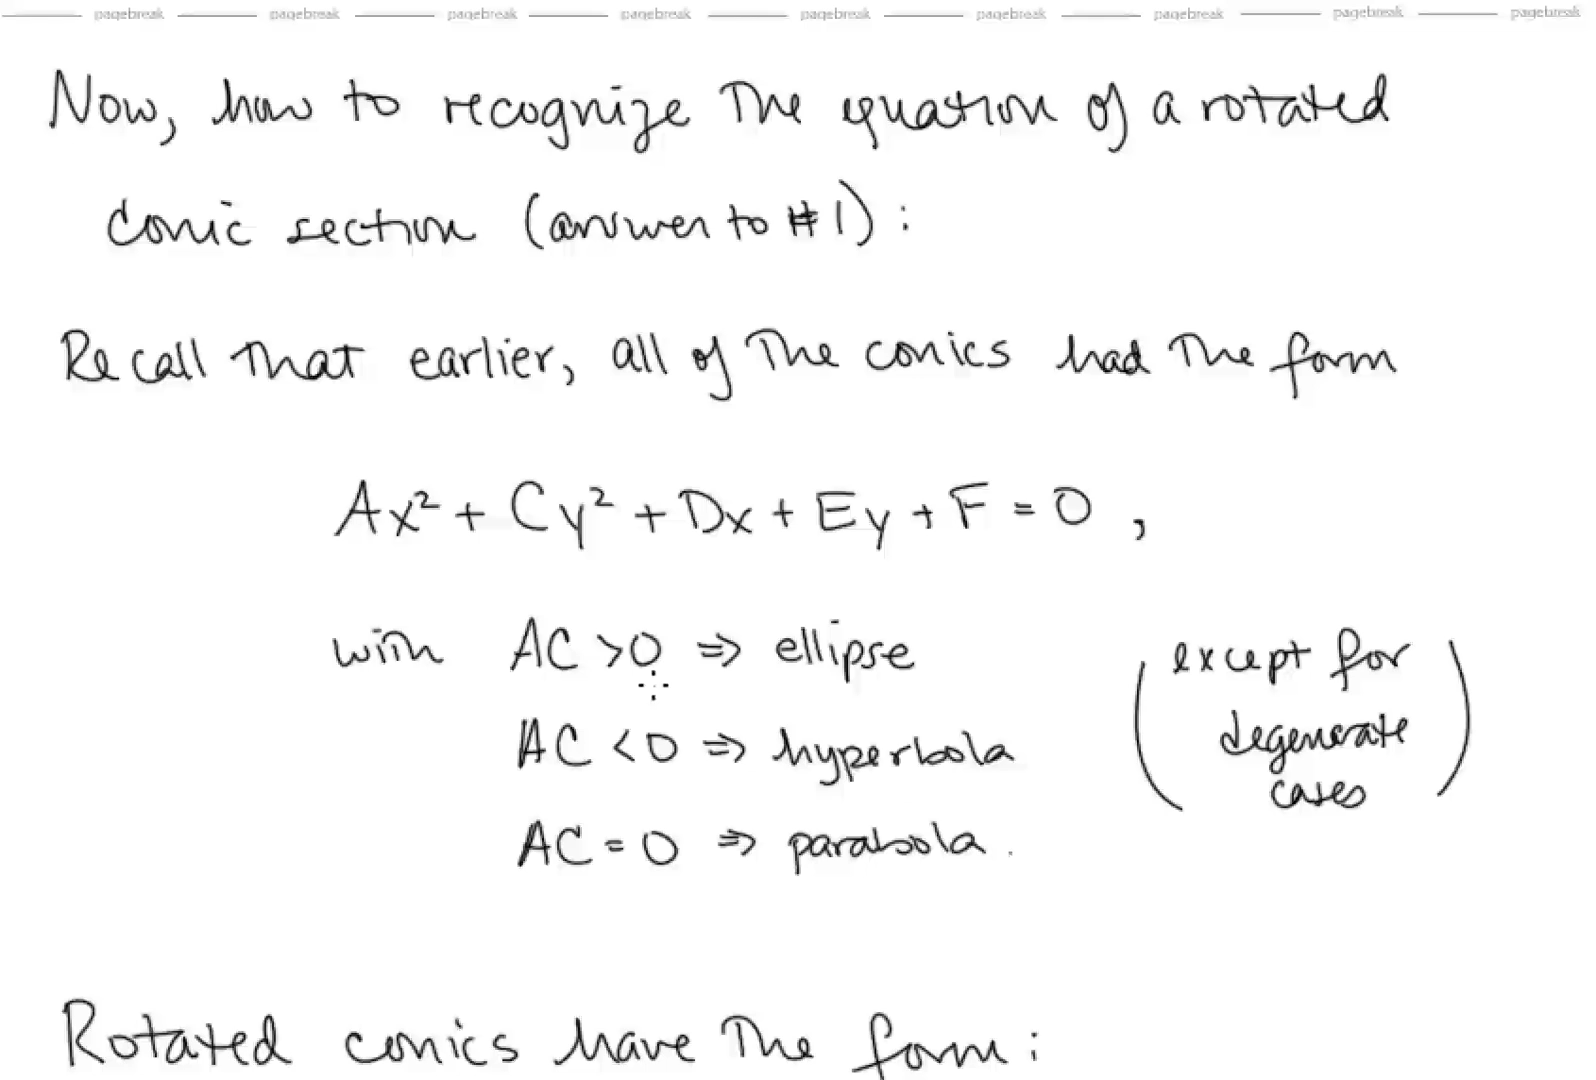 pagebreak pagebreak pagebreak pagebreak pagebreak pagebreak pagebreak pagebreak pagebreak
Now, how to recognize the equation of a rotated
conic section (answer to #1):
Recall that earlier, all of the conics had the form
Ax² + Cy² + Dx + Ey + F = 0 ,
with AC > 0 ⇒ ellipse
AC < 0 ⇒ hyperbola
AC = 0 ⇒ parabola.
(except for
degenerate
cases)
Rotated conics have the form: